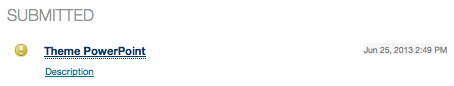 SUBMITTED
Theme PowerPoint Jun 25, 2013 2:49 PM
Description